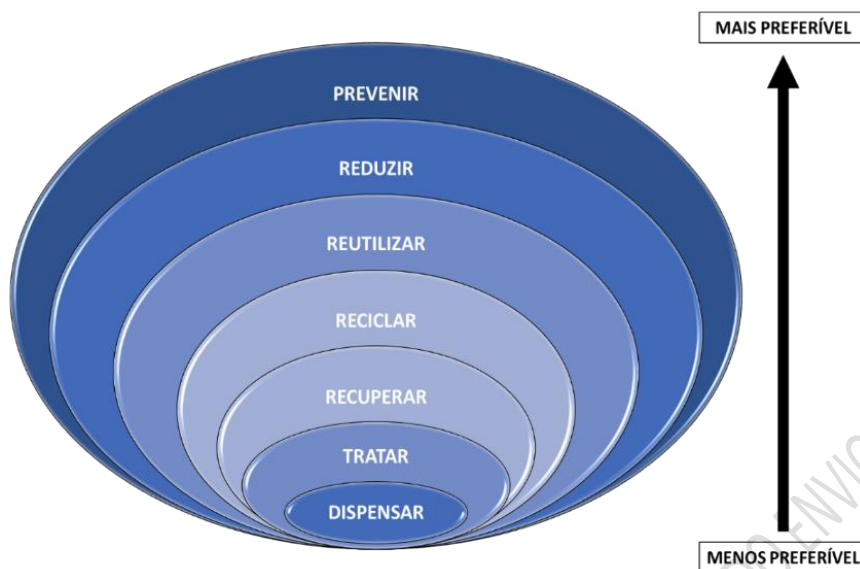 MAIS PREFERÍVEL
PREVENIR
REDUZIR
REUTILIZAR
RECICLAR
RECUPERAR
TRATAR
DISPENSAR
MENOS PREFERÍVEL